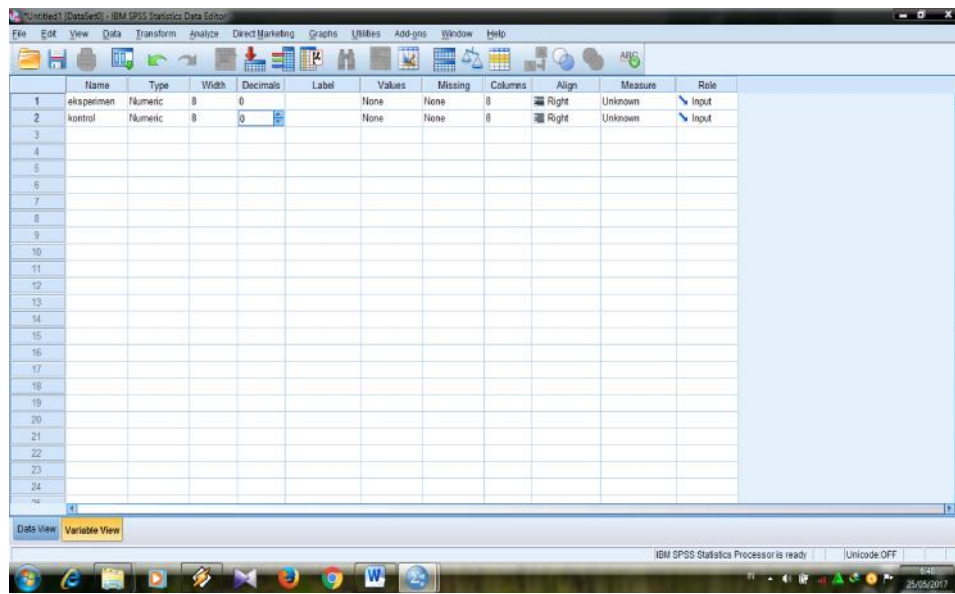 *Untitled1 [DataSet0] - IBM SPSS Statistics Data Editor
File Edit View Data Transform Analyze Direct Marketing Graphs Utilities Add-ons Window Help
Name Type Width Decimals Label Values Missing Columns Align Measure Role
1 eksperimen Numeric 8 0 None None 8 Right Unknown Input
2 kontrol Numeric 8 0 None None 8 Right Unknown Input
3
4
5
6
7
8
9
10
11
12
13
14
15
16
17
18
19
20
21
22
23
24
Data View Variable View
IBM SPSS Statistics Processor is ready Unicode:OFF
IN 6:48
25/05/2017